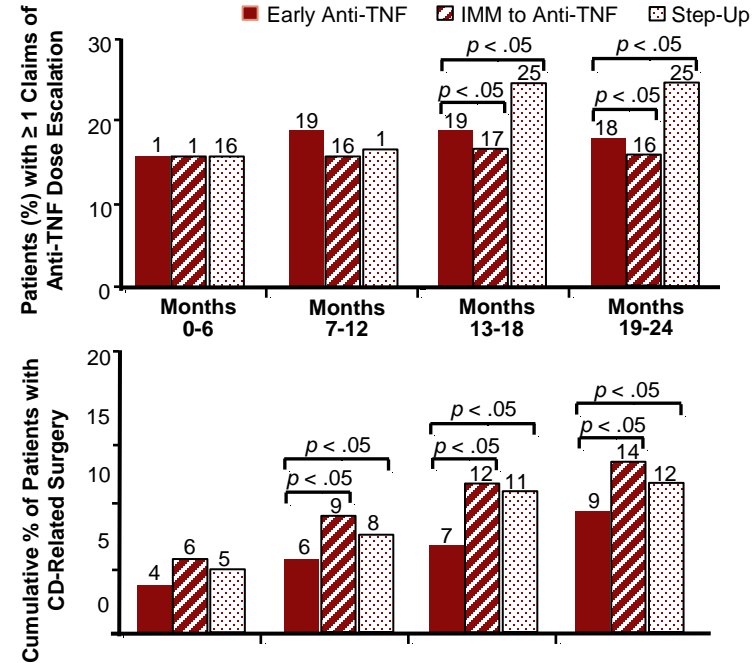 Early Anti-TNF IMM to Anti-TNF Step-Up
Patients (%) with ≥ 1 Claims of
Anti-TNF Dose Escalation
30
20
10
0
1 1 16
19 16 1
p < .05
p < .05
19 17 25
p < .05
p < .05
18 16 25
Months
0-6
Months
7-12
Months
13-18
Months
19-24
Cumulative % of Patients with
CD-Related Surgery
20
15
10
5
0
4 6 5
p < .05
p < .05
6 9 8
p < .05
p < .05
7 12 11
p < .05
p < .05
9 14 12